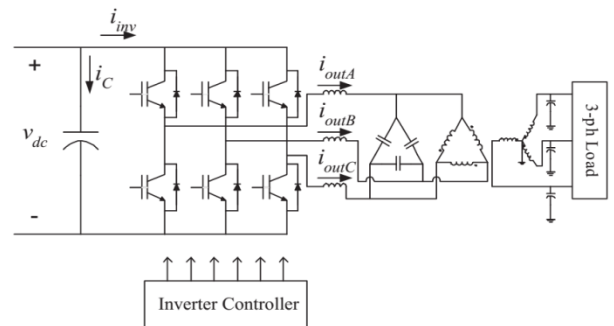 i_inv
+
i_C
v_dc
-
i_outA
i_outB
i_outC
3-ph Load
Inverter Controller